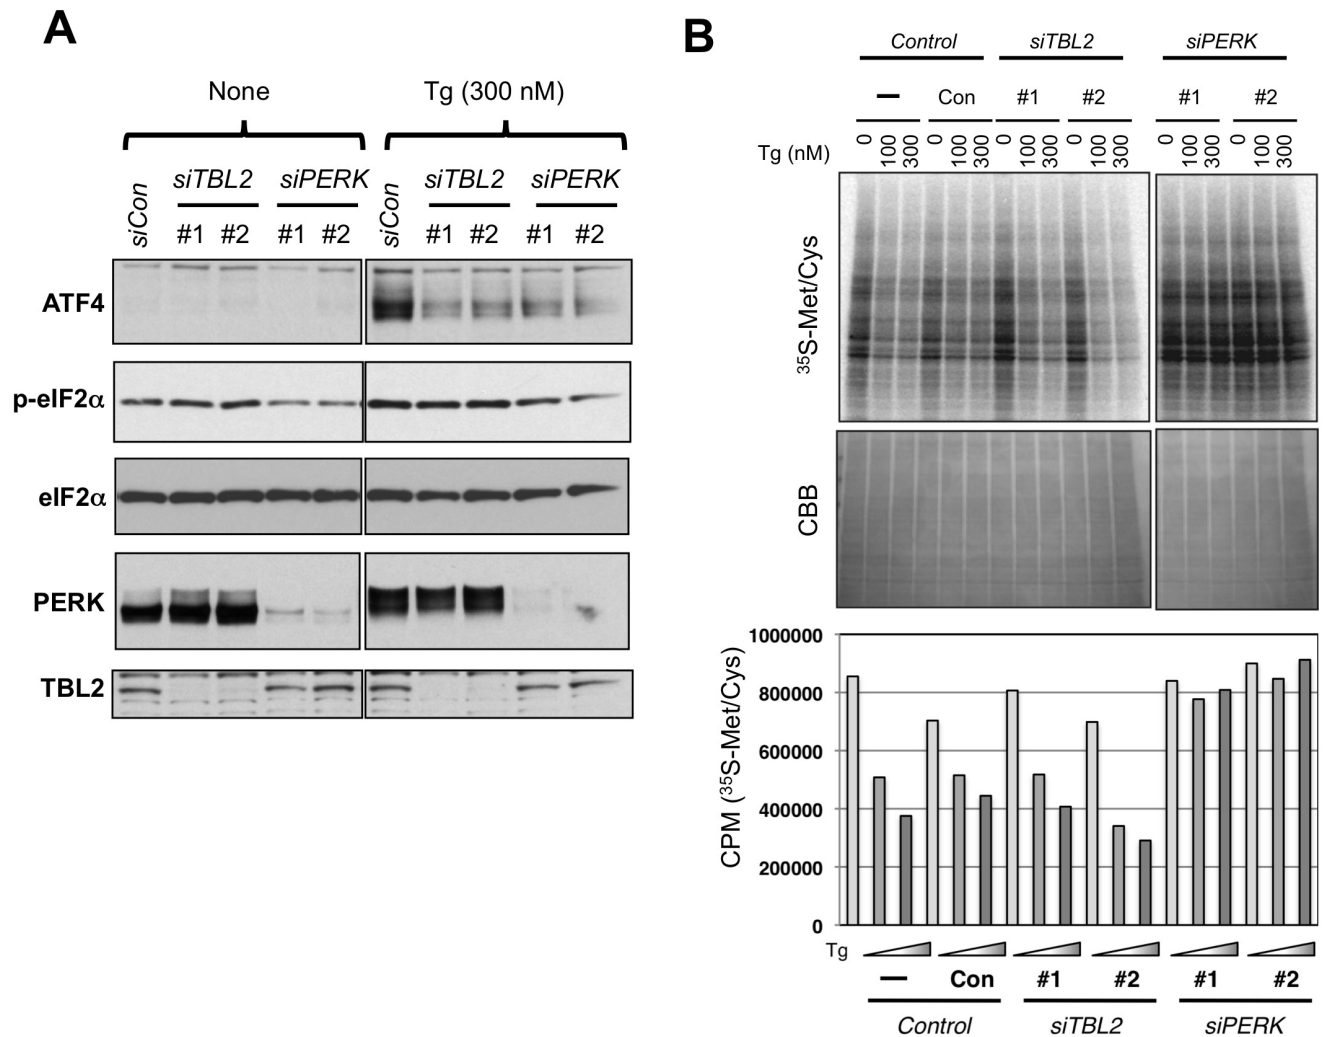 A
None
Tg (300 nM)
siCon
siTBL2
siPERK
siCon
siTBL2
siPERK
#1 #2 #1 #2 #1 #2 #1 #2
ATF4
p-eIF2α
eIF2α
PERK
TBL2
B
Control siTBL2 siPERK
– Con #1 #2 #1 #2
Tg (nM) 0 100 300 0 100 300 0 100 300 0 100 300 0 100 300 0 100 300
35S-Met/Cys
CBB
CPM (35S-Met/Cys)
1000000
800000
600000
400000
200000
0
Tg
– Con #1 #2 #1 #2
Control siTBL2 siPERK